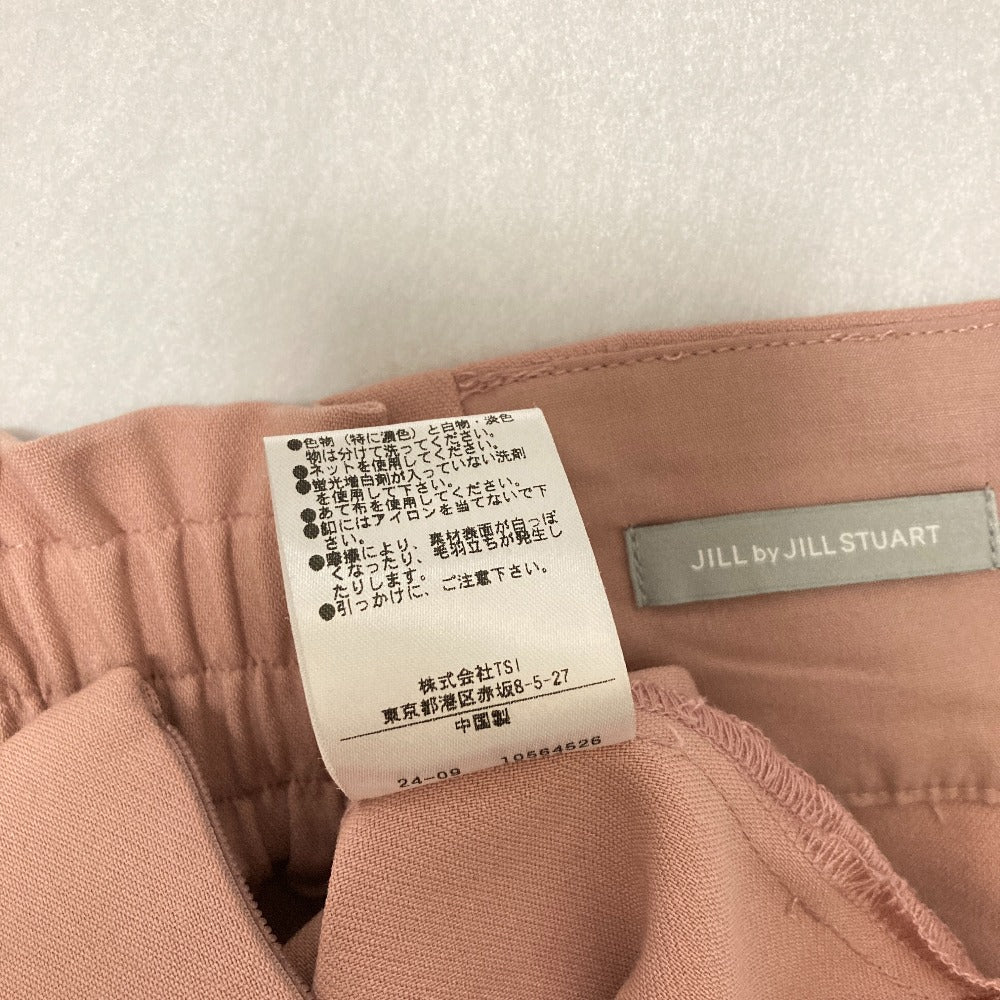 ●色物(特に濃色)と白物・淡色
物は分けて洗ってください。
●ネットを使用してください。
●蛍光増白剤が入っていない洗剤
を使用して下さい。
●あて布を使用してください。
●釦にはアイロンを当てないで下
さい。
●摩擦により、素材表面が白っぽ
くなったり、毛羽立ちが発生し
たりします。
●引っかけに、ご注意下さい。
株式会社TSI
東京都港区赤坂8-5-27
中国製
24-09 10564526
JILL by JILL STUART